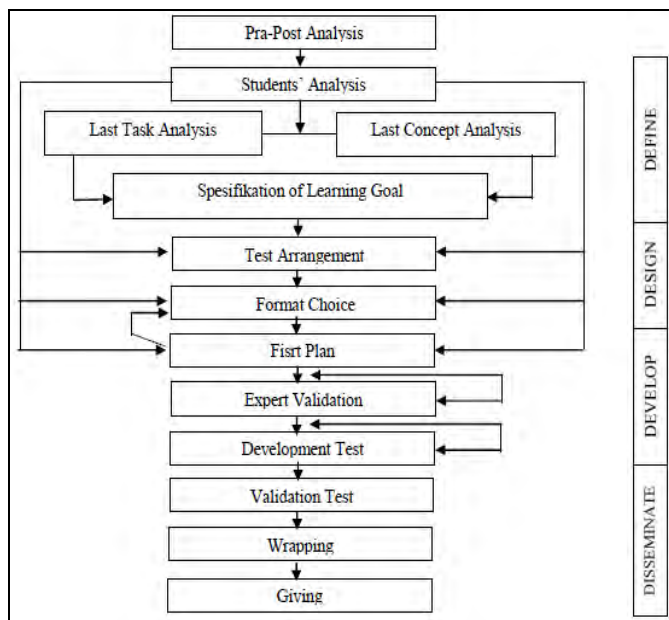 Pra-Post Analysis
Students` Analysis
Last Task Analysis
Last Concept Analysis
Spesifikation of Learning Goal
Test Arrangement
Format Choice
Fisrt Plan
Expert Validation
Development Test
Validation Test
Wrapping
Giving
DEFINE
DESIGN
DEVELOP
DISSEMINATE